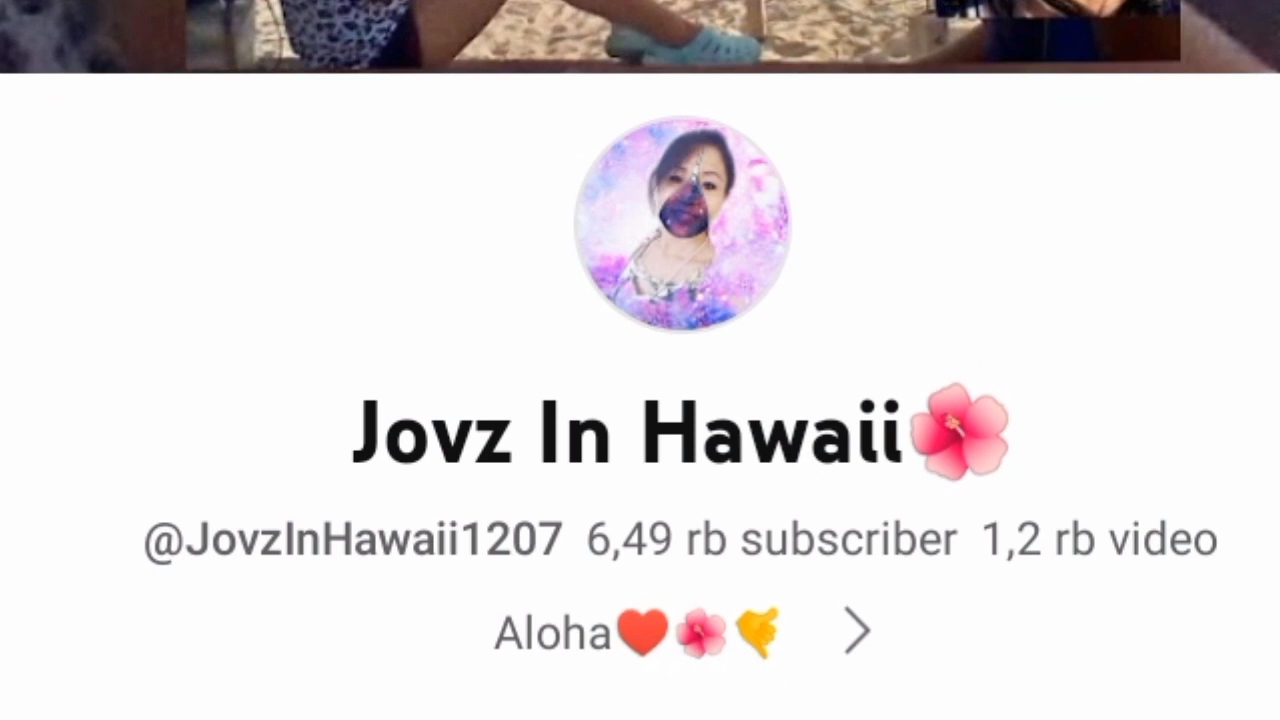 Jovz In Hawaii🌺
@JovzInHawaii1207 6,49 rb subscriber 1,2 rb video
Aloha♥️🌺🤙 >